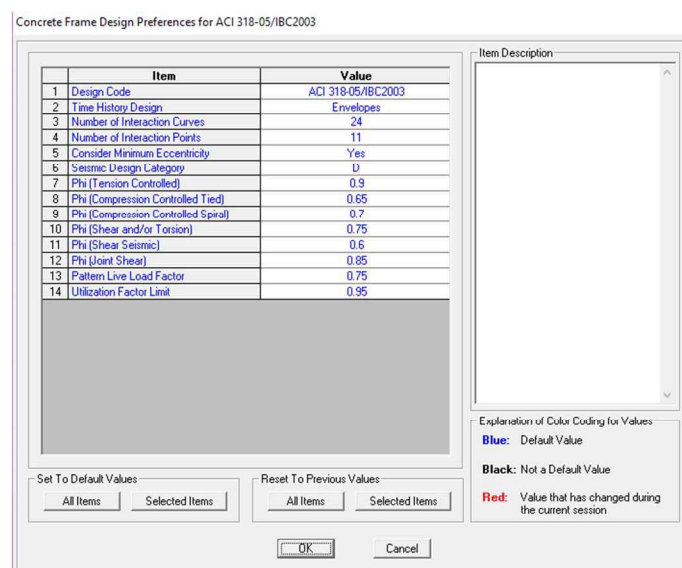 Concrete Frame Design Preferences for ACI 318-05/IBC2003
Item Value
1 Design Code ACI 318-05/IBC2003
2 Time History Design Envelopes
3 Number of Interaction Curves 24
4 Number of Interaction Points 11
5 Consider Minimum Eccentricity Yes
6 Seismic Design Category D
7 Phi (Tension Controlled) 0.9
8 Phi (Compression Controlled Tied) 0.65
9 Phi (Compression Controlled Spiral) 0.7
10 Phi (Shear and/or Torsion) 0.75
11 Phi (Shear Seismic) 0.6
12 Phi (Joint Shear) 0.85
13 Pattern Live Load Factor 0.75
14 Utilization Factor Limit 0.95
Item Description
Explanation of Color Coding for Values
Blue: Default Value
Black: Not a Default Value
Red: Value that has changed during
the current session
Set To Default Values
All Items Selected Items
Reset To Previous Values
All Items Selected Items
OK Cancel